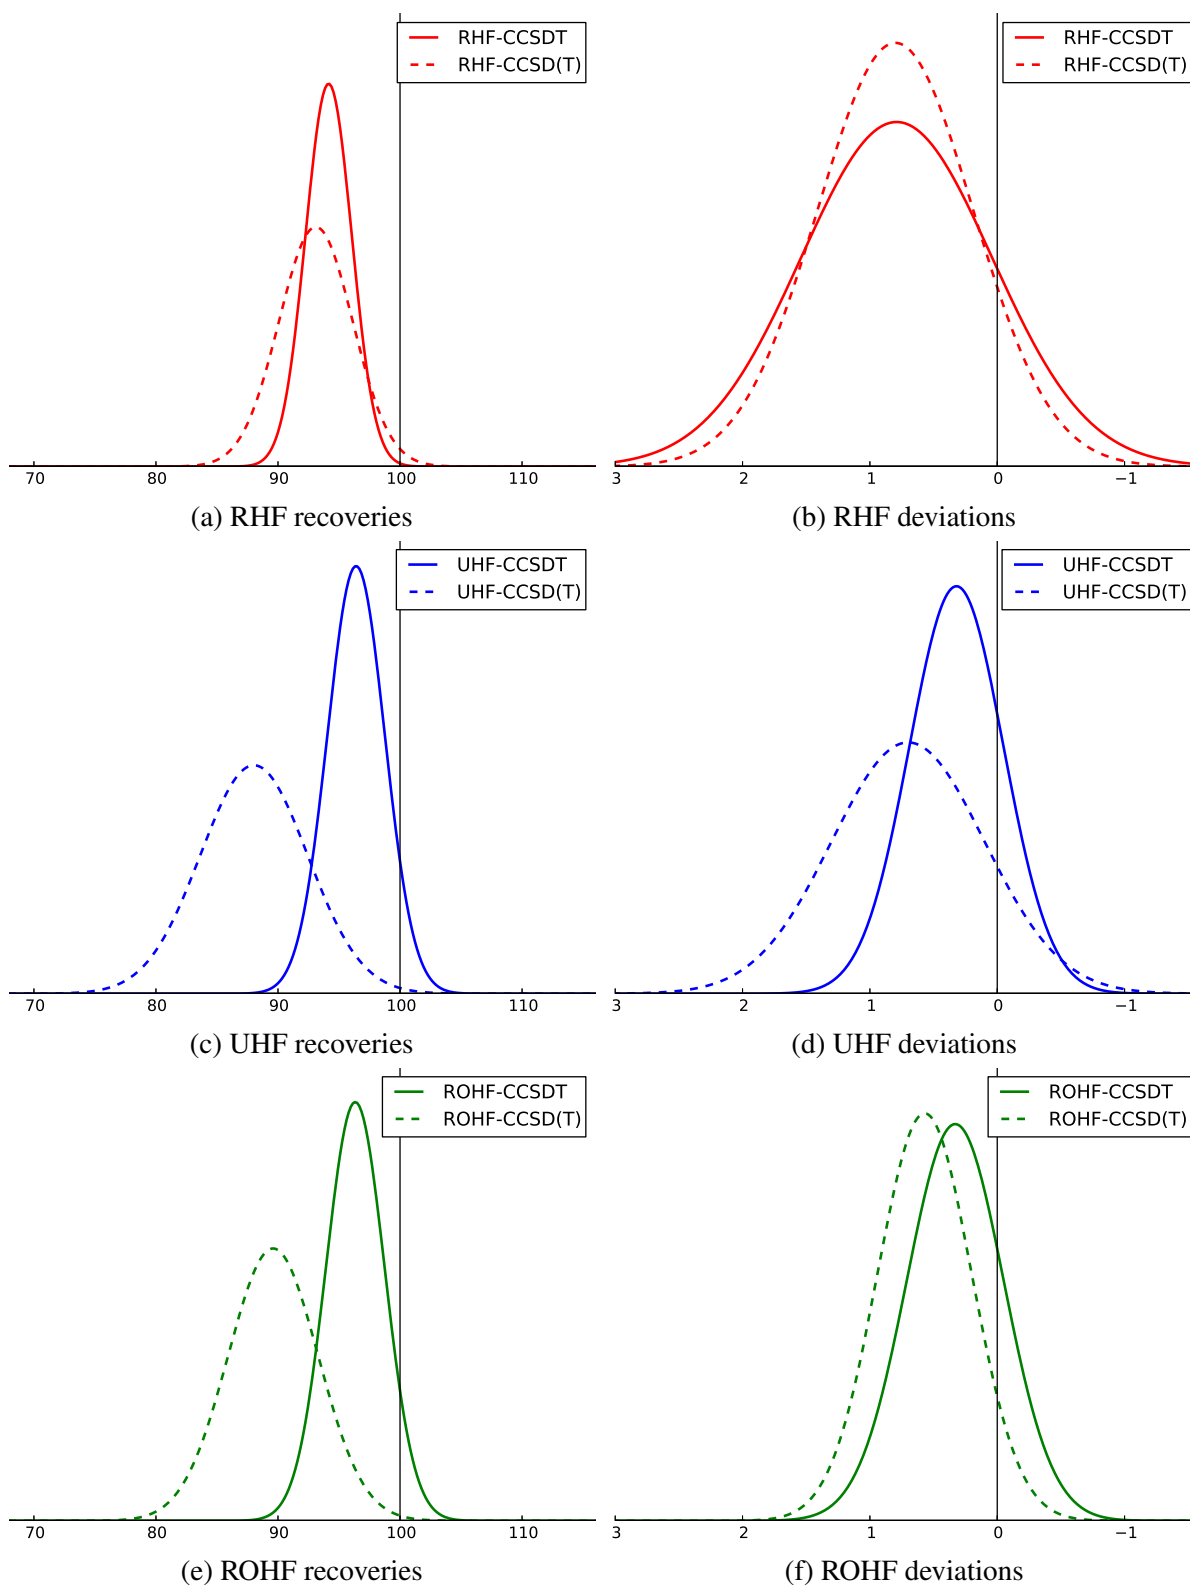 RHF-CCSDT
RHF-CCSD(T)
70 80 90 100 110
(a) RHF recoveries
RHF-CCSDT
RHF-CCSD(T)
3 2 1 0 −1
(b) RHF deviations
UHF-CCSDT
UHF-CCSD(T)
70 80 90 100 110
(c) UHF recoveries
UHF-CCSDT
UHF-CCSD(T)
3 2 1 0 −1
(d) UHF deviations
ROHF-CCSDT
ROHF-CCSD(T)
70 80 90 100 110
(e) ROHF recoveries
ROHF-CCSDT
ROHF-CCSD(T)
3 2 1 0 −1
(f) ROHF deviations